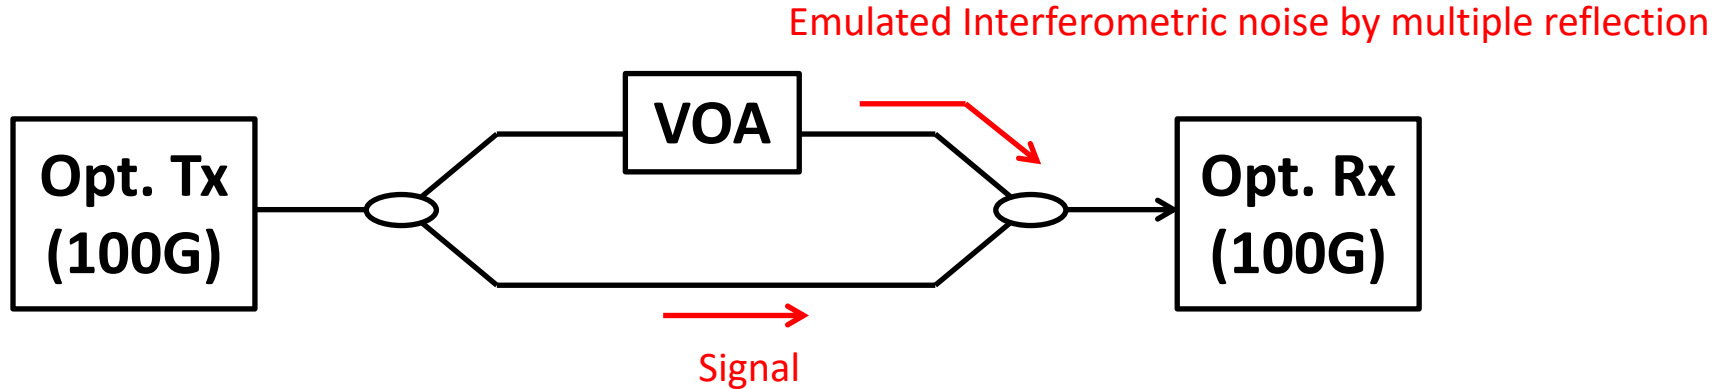 Emulated Interferometric noise by multiple reflection
VOA
Opt. Tx
(100G)
Opt. Rx
(100G)
Signal